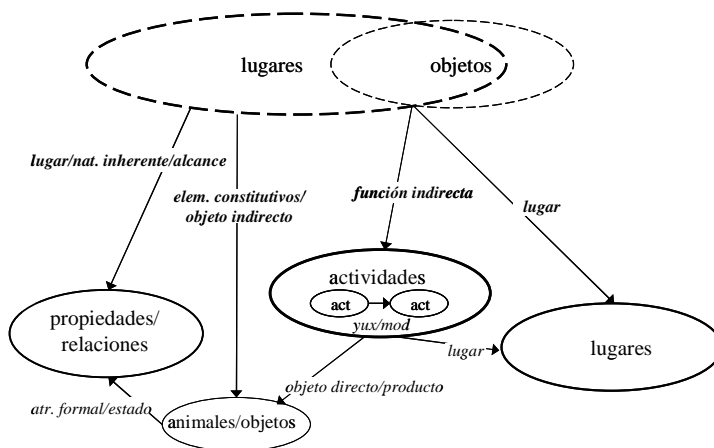 lugares
objetos
lugar/nat. inherente/alcance
elem. constitutivos/
objeto indirecto
función indirecta
lugar
actividades
act
act
yux/mod
propiedades/
relaciones
lugares
lugar
objeto directo/producto
atr. formal/estado
animales/objetos